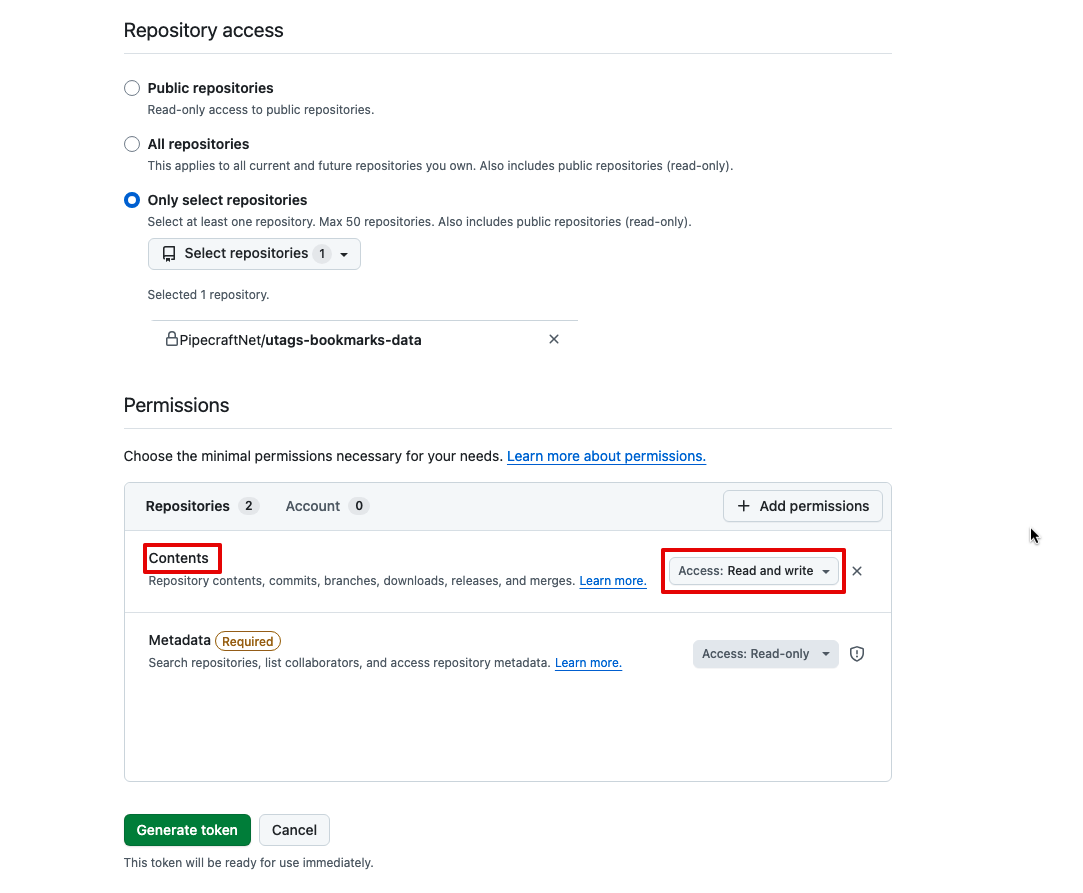 Repository access
Public repositories
Read-only access to public repositories.
All repositories
This applies to all current and future repositories you own. Also includes public repositories (read-only).
Only select repositories
Select at least one repository. Max 50 repositories. Also includes public repositories (read-only).
Select repositories 1
Selected 1 repository.
PipecraftNet/utags-bookmarks-data
Permissions
Choose the minimal permissions necessary for your needs. Learn more about permissions.
Repositories 2 Account 0 Add permissions
Contents
Repository contents, commits, branches, downloads, releases, and merges. Learn more.
Access: Read and write
Metadata Required
Search repositories, list collaborators, and access repository metadata. Learn more.
Access: Read-only
Generate token Cancel
This token will be ready for use immediately.